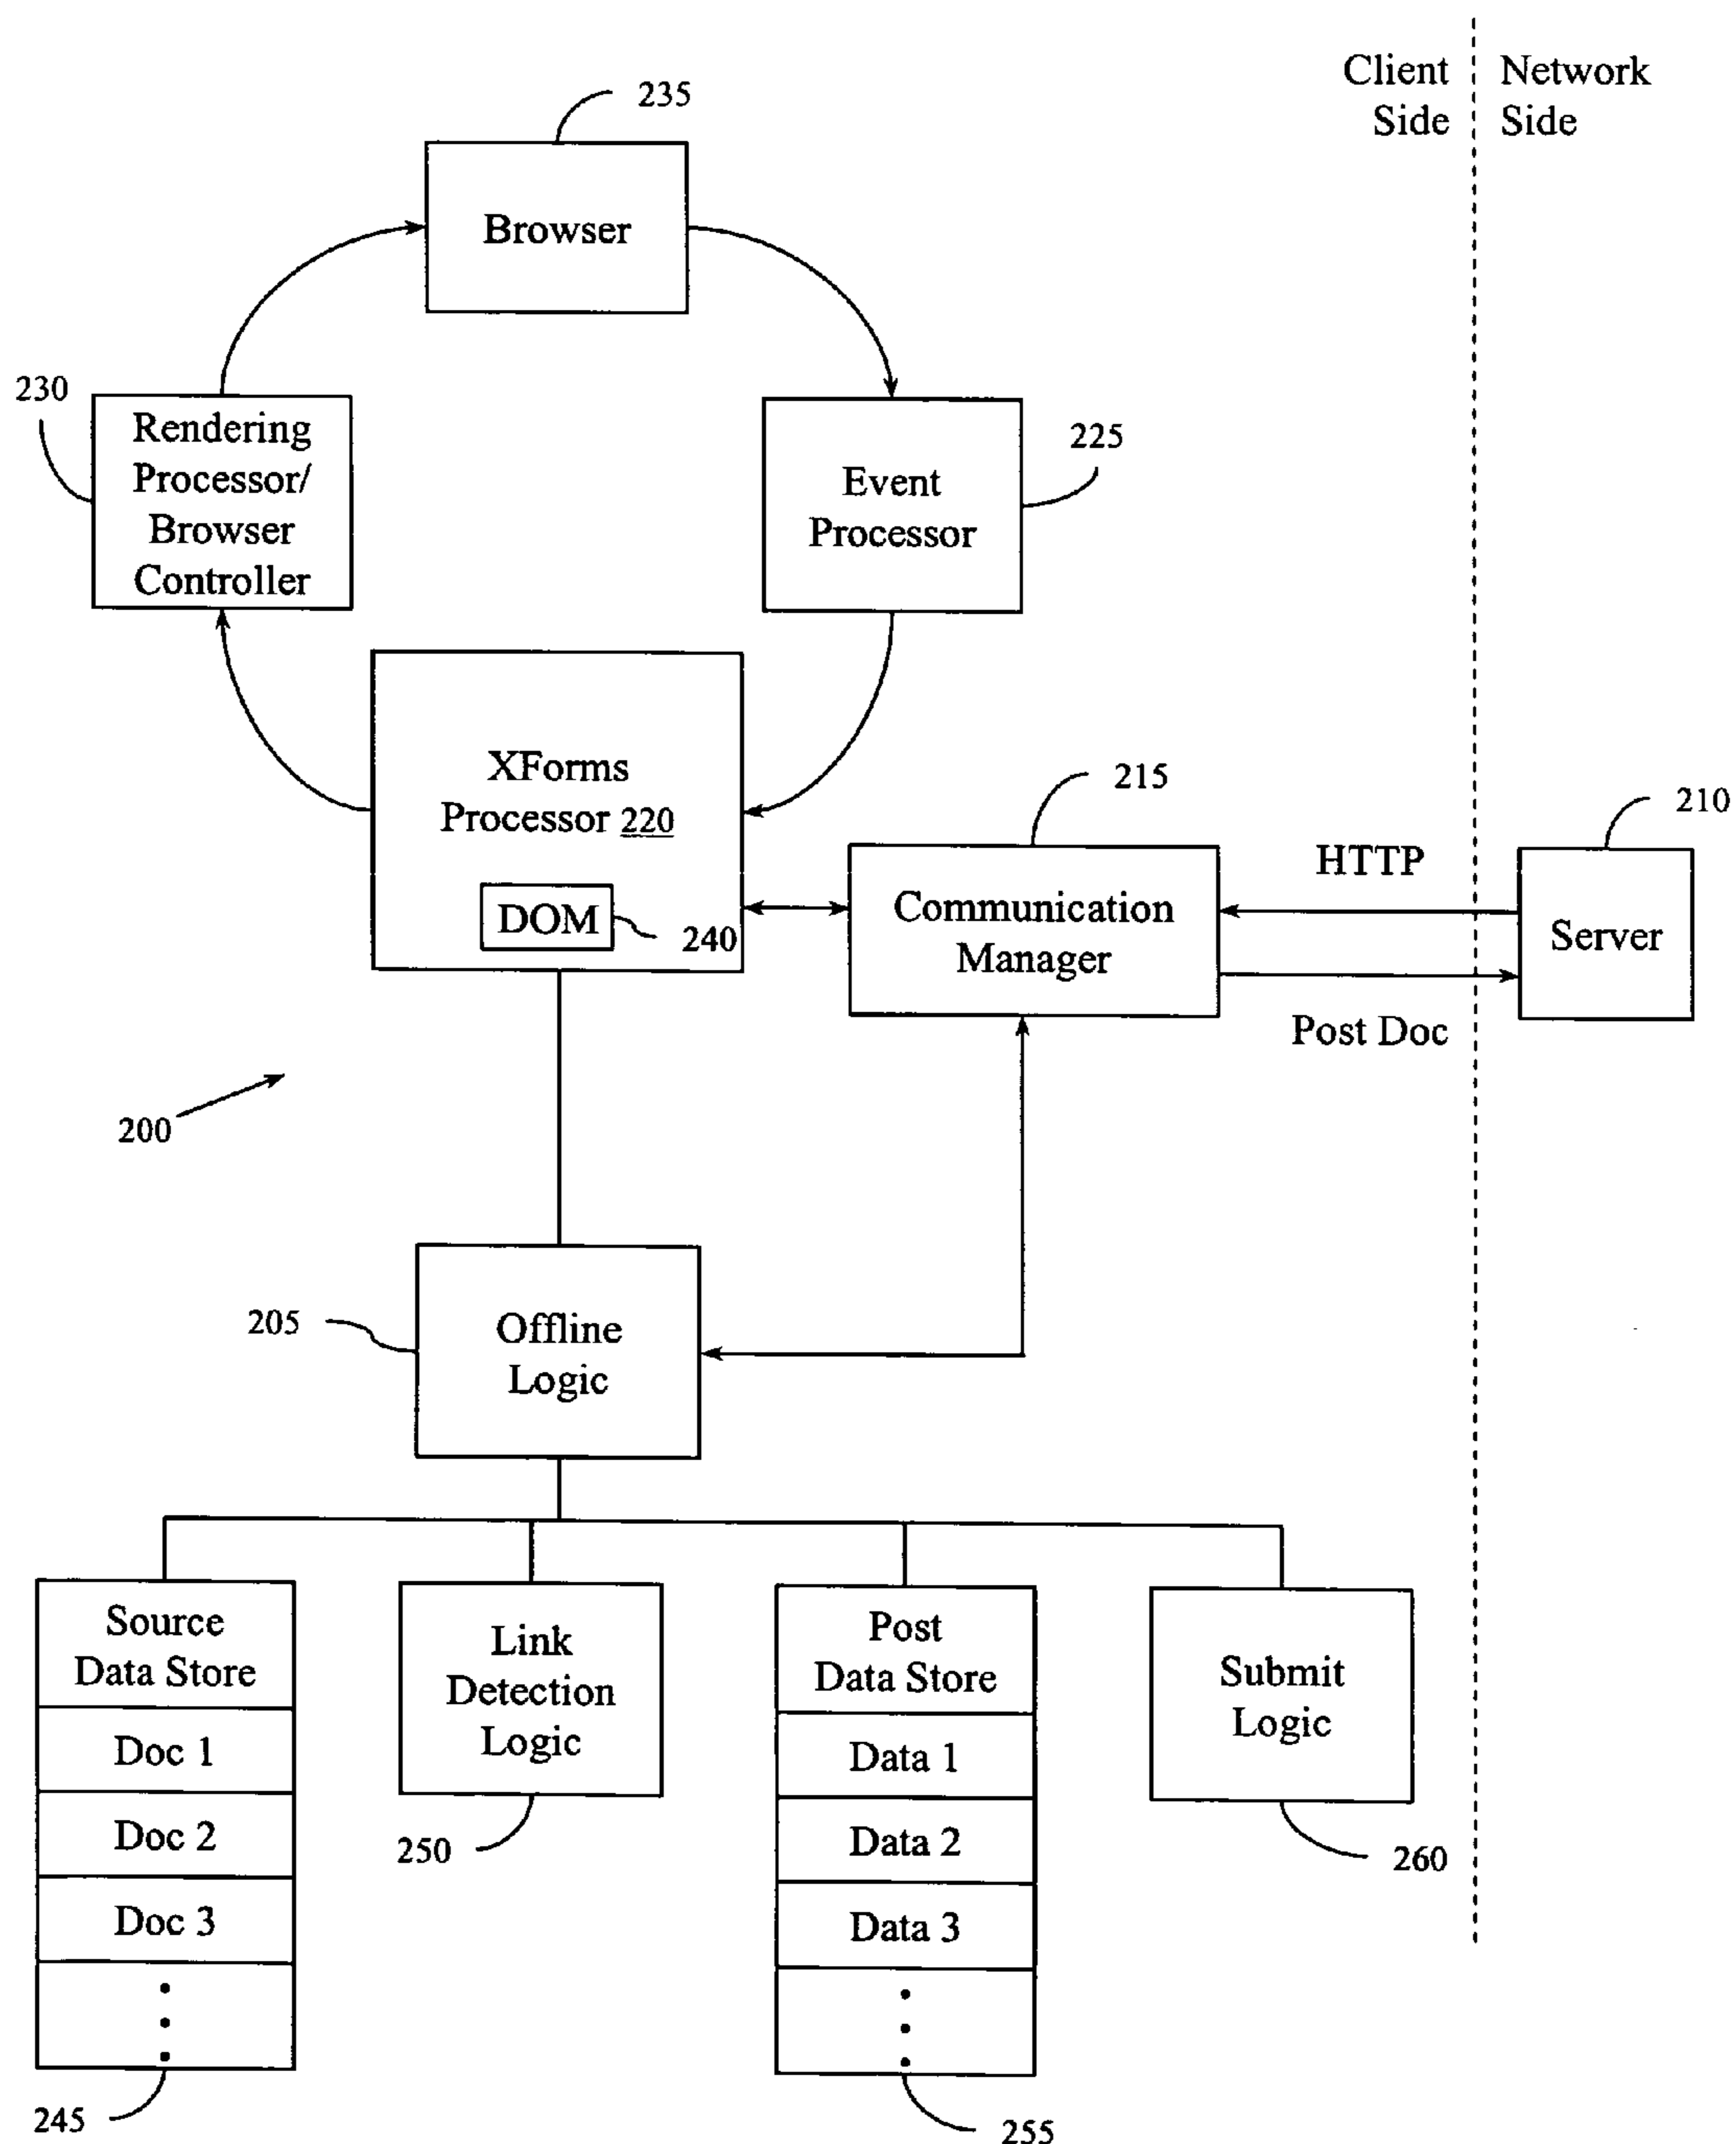 Client
Side
Network
Side
235
Browser
230
Rendering
Processor/
Browser
Controller
225
Event
Processor
XForms
Processor 220
DOM
240
215
Communication
Manager
HTTP
Post Doc
210
Server
200
205
Offline
Logic
Source
Data Store
Doc 1
Doc 2
Doc 3
245
Link
Detection
Logic
250
Post
Data Store
Data 1
Data 2
Data 3
255
Submit
Logic
260